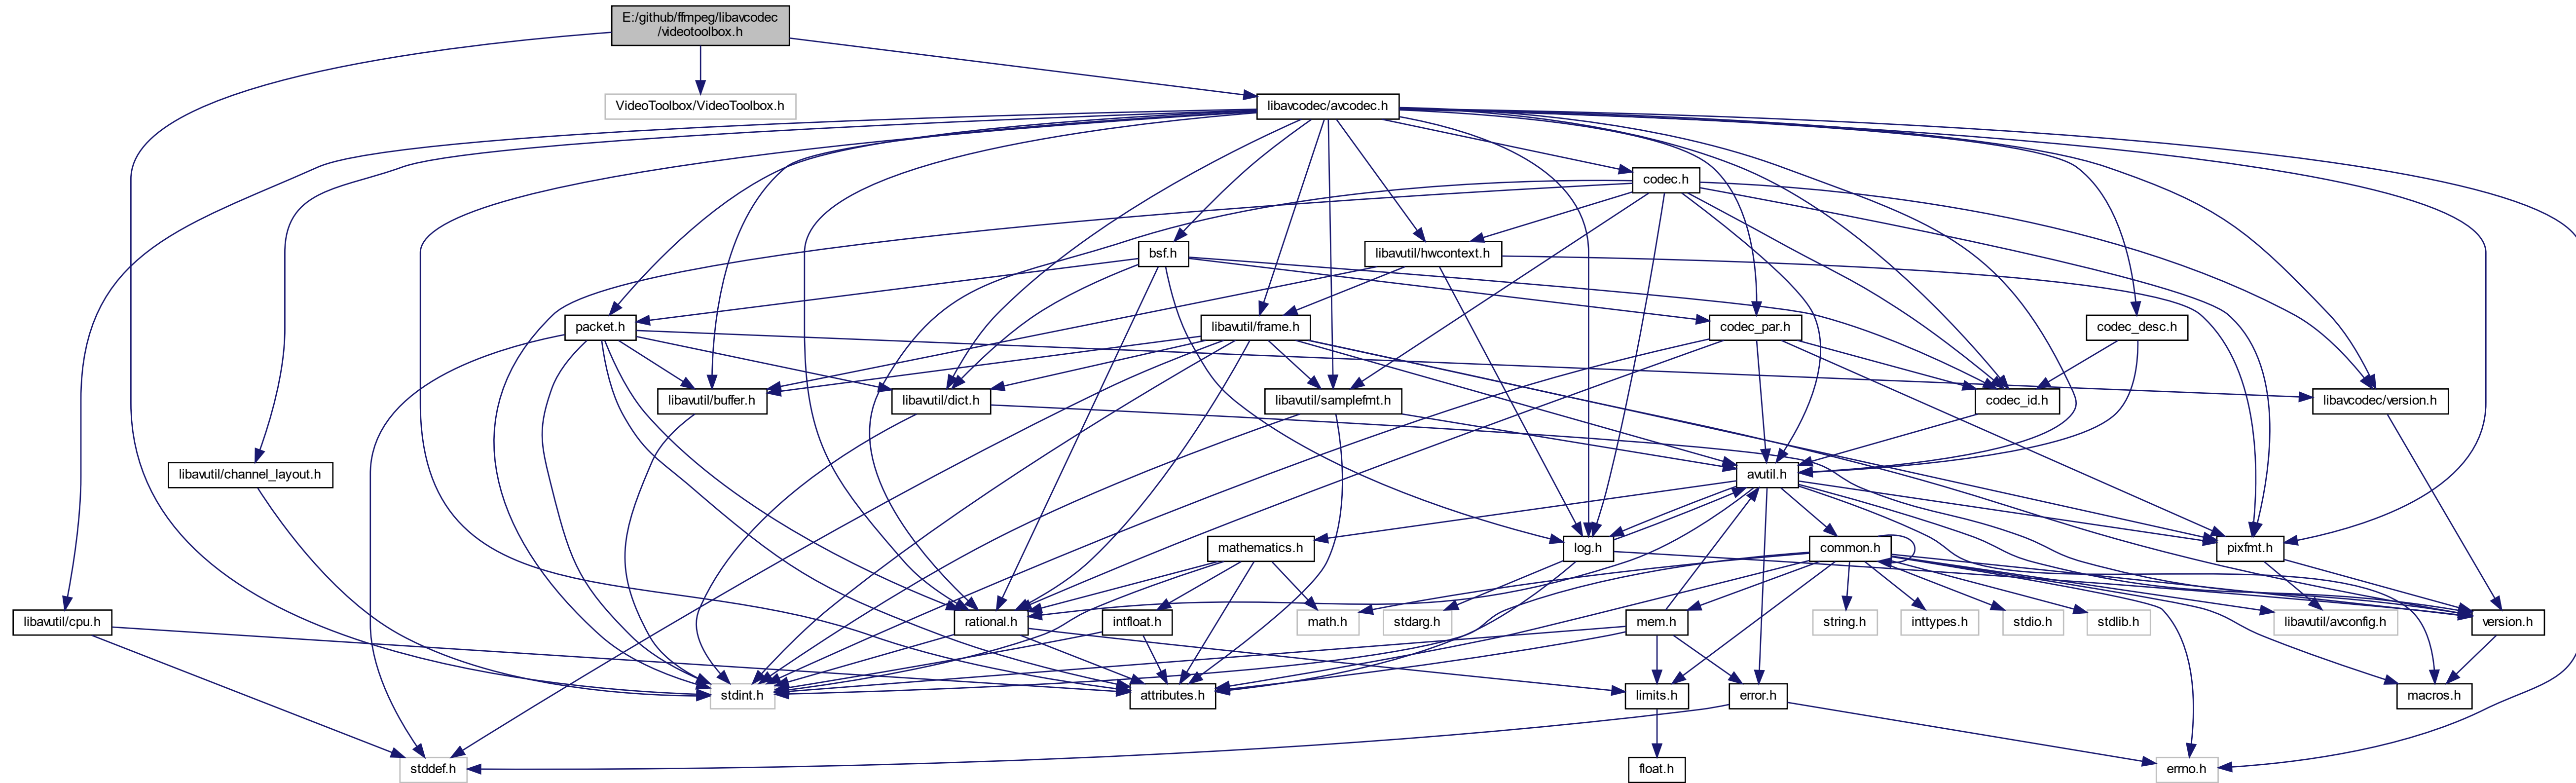 E:/github/ffmpeg/libavcodec
/videotoolbox.h
VideoToolbox/VideoToolbox.h
libavcodec/avcodec.h
codec.h
bsf.h
libavutil/hwcontext.h
packet.h
libavutil/frame.h
codec_par.h
codec_desc.h
libavutil/buffer.h
libavutil/dict.h
libavutil/samplefmt.h
codec_id.h
libavcodec/version.h
libavutil/channel_layout.h
avutil.h
mathematics.h
log.h
common.h
pixfmt.h
libavutil/cpu.h
rational.h
intfloat.h
math.h
stdarg.h
mem.h
string.h
inttypes.h
stdio.h
stdlib.h
libavutil/avconfig.h
version.h
stdint.h
attributes.h
limits.h
error.h
macros.h
stddef.h
float.h
errno.h